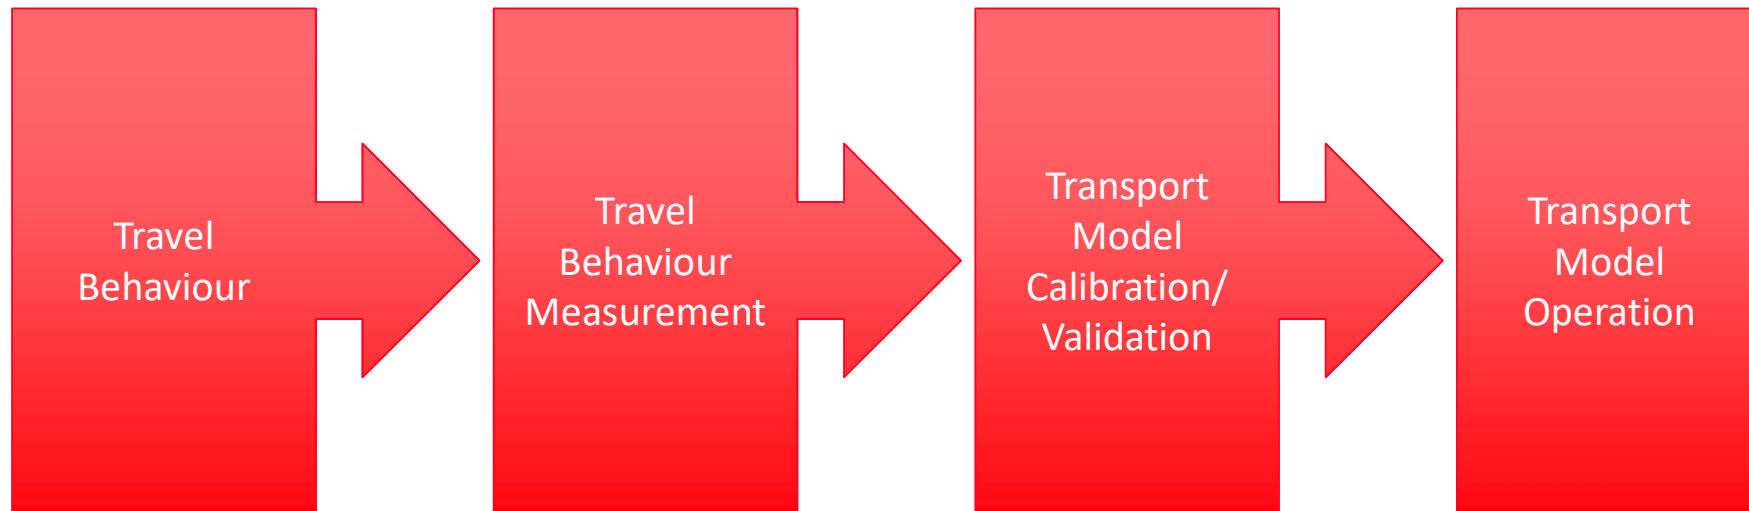 Travel
Behaviour
Travel
Behaviour
Measurement
Transport
Model
Calibration/
Validation
Transport
Model
Operation